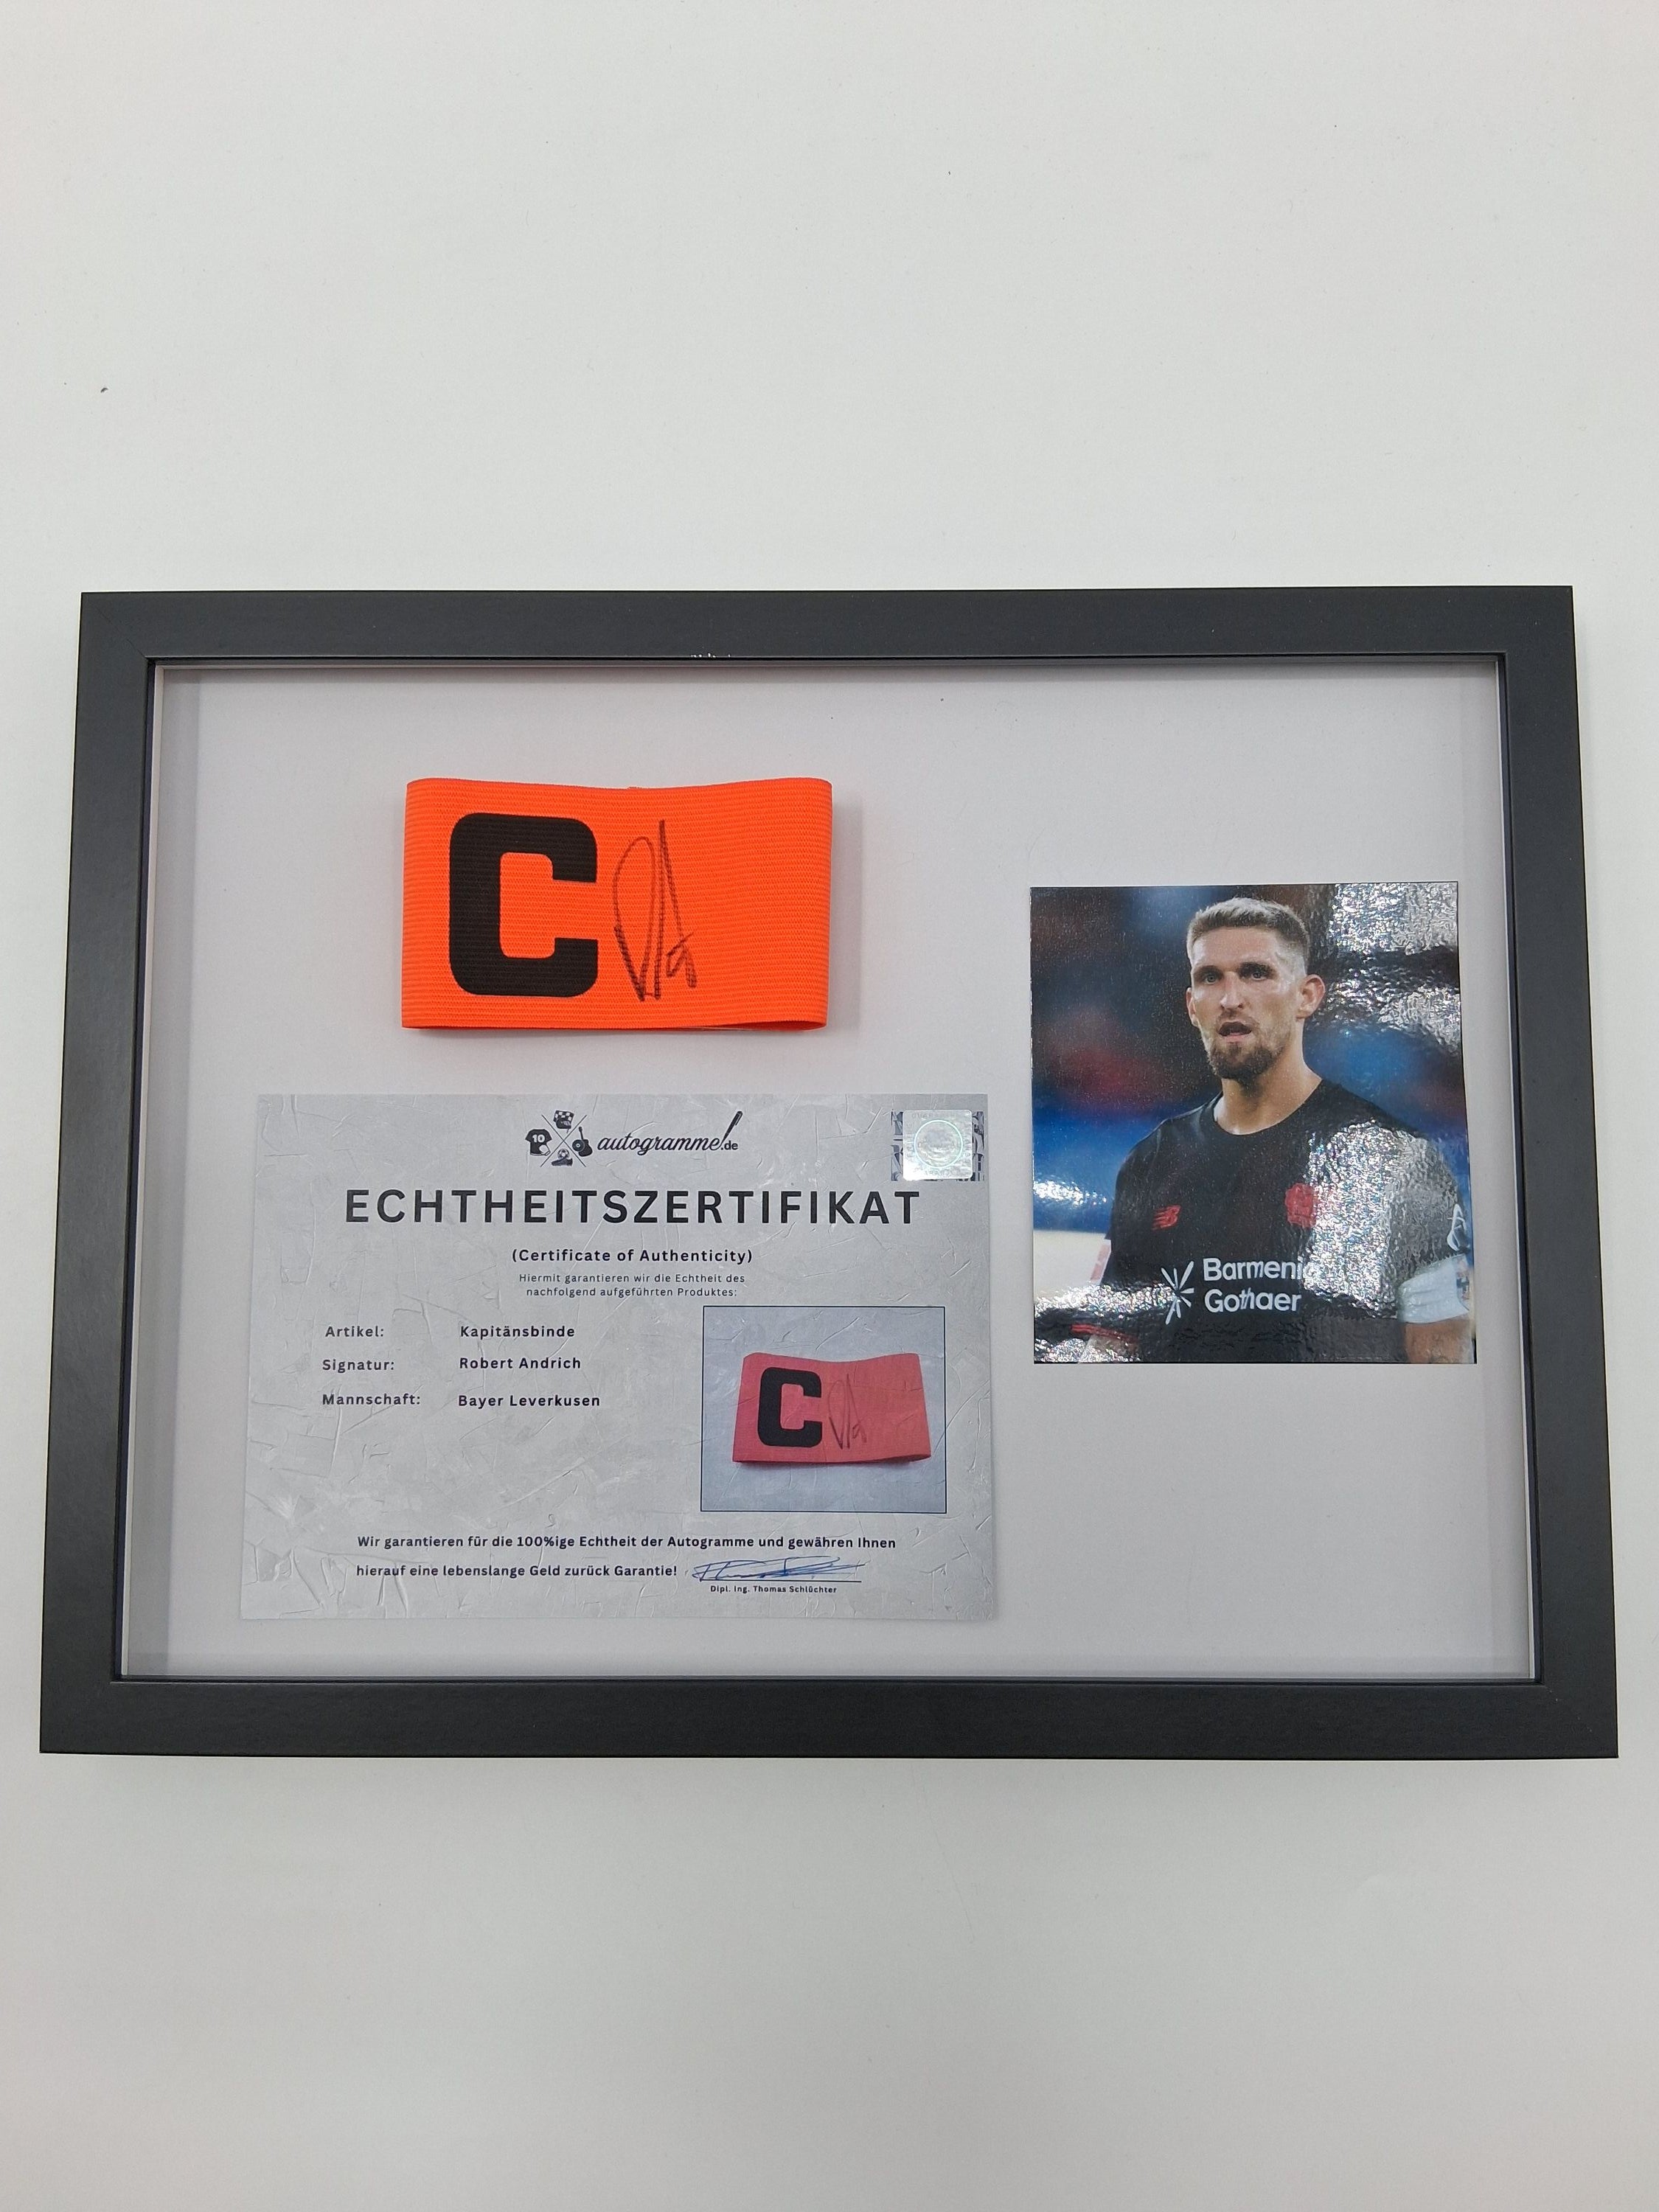 C
10
autogramme!.de
ECHTHEITSZERTIFIKAT
(Certificate of Authenticity)
Hiermit garantieren wir die Echtheit des
nachfolgend aufgeführten Produktes:
Artikel: Kapitänsbinde
Signatur: Robert Andrich
Mannschaft: Bayer Leverkusen
C
Wir garantieren für die 100%ige Echtheit der Autogramme und gewähren Ihnen
hierauf eine lebenslange Geld zurück Garantie!
Dipl. Ing. Thomas Schlüchter
Barmenia
Gothaer